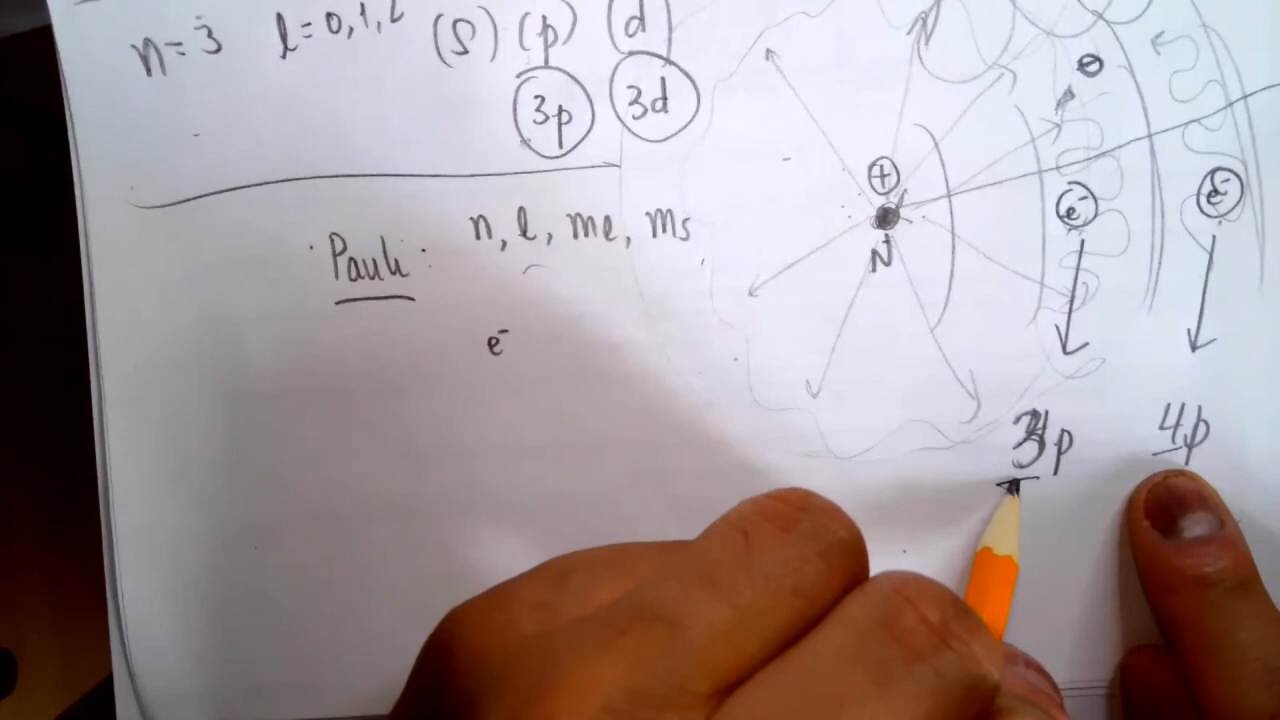 n=3 l=0,1,2 (s) (p) (d)
3p 3d
Pauli: n, l, me, ms
e⁻
+
N
e⁻ e⁻
3p 4p